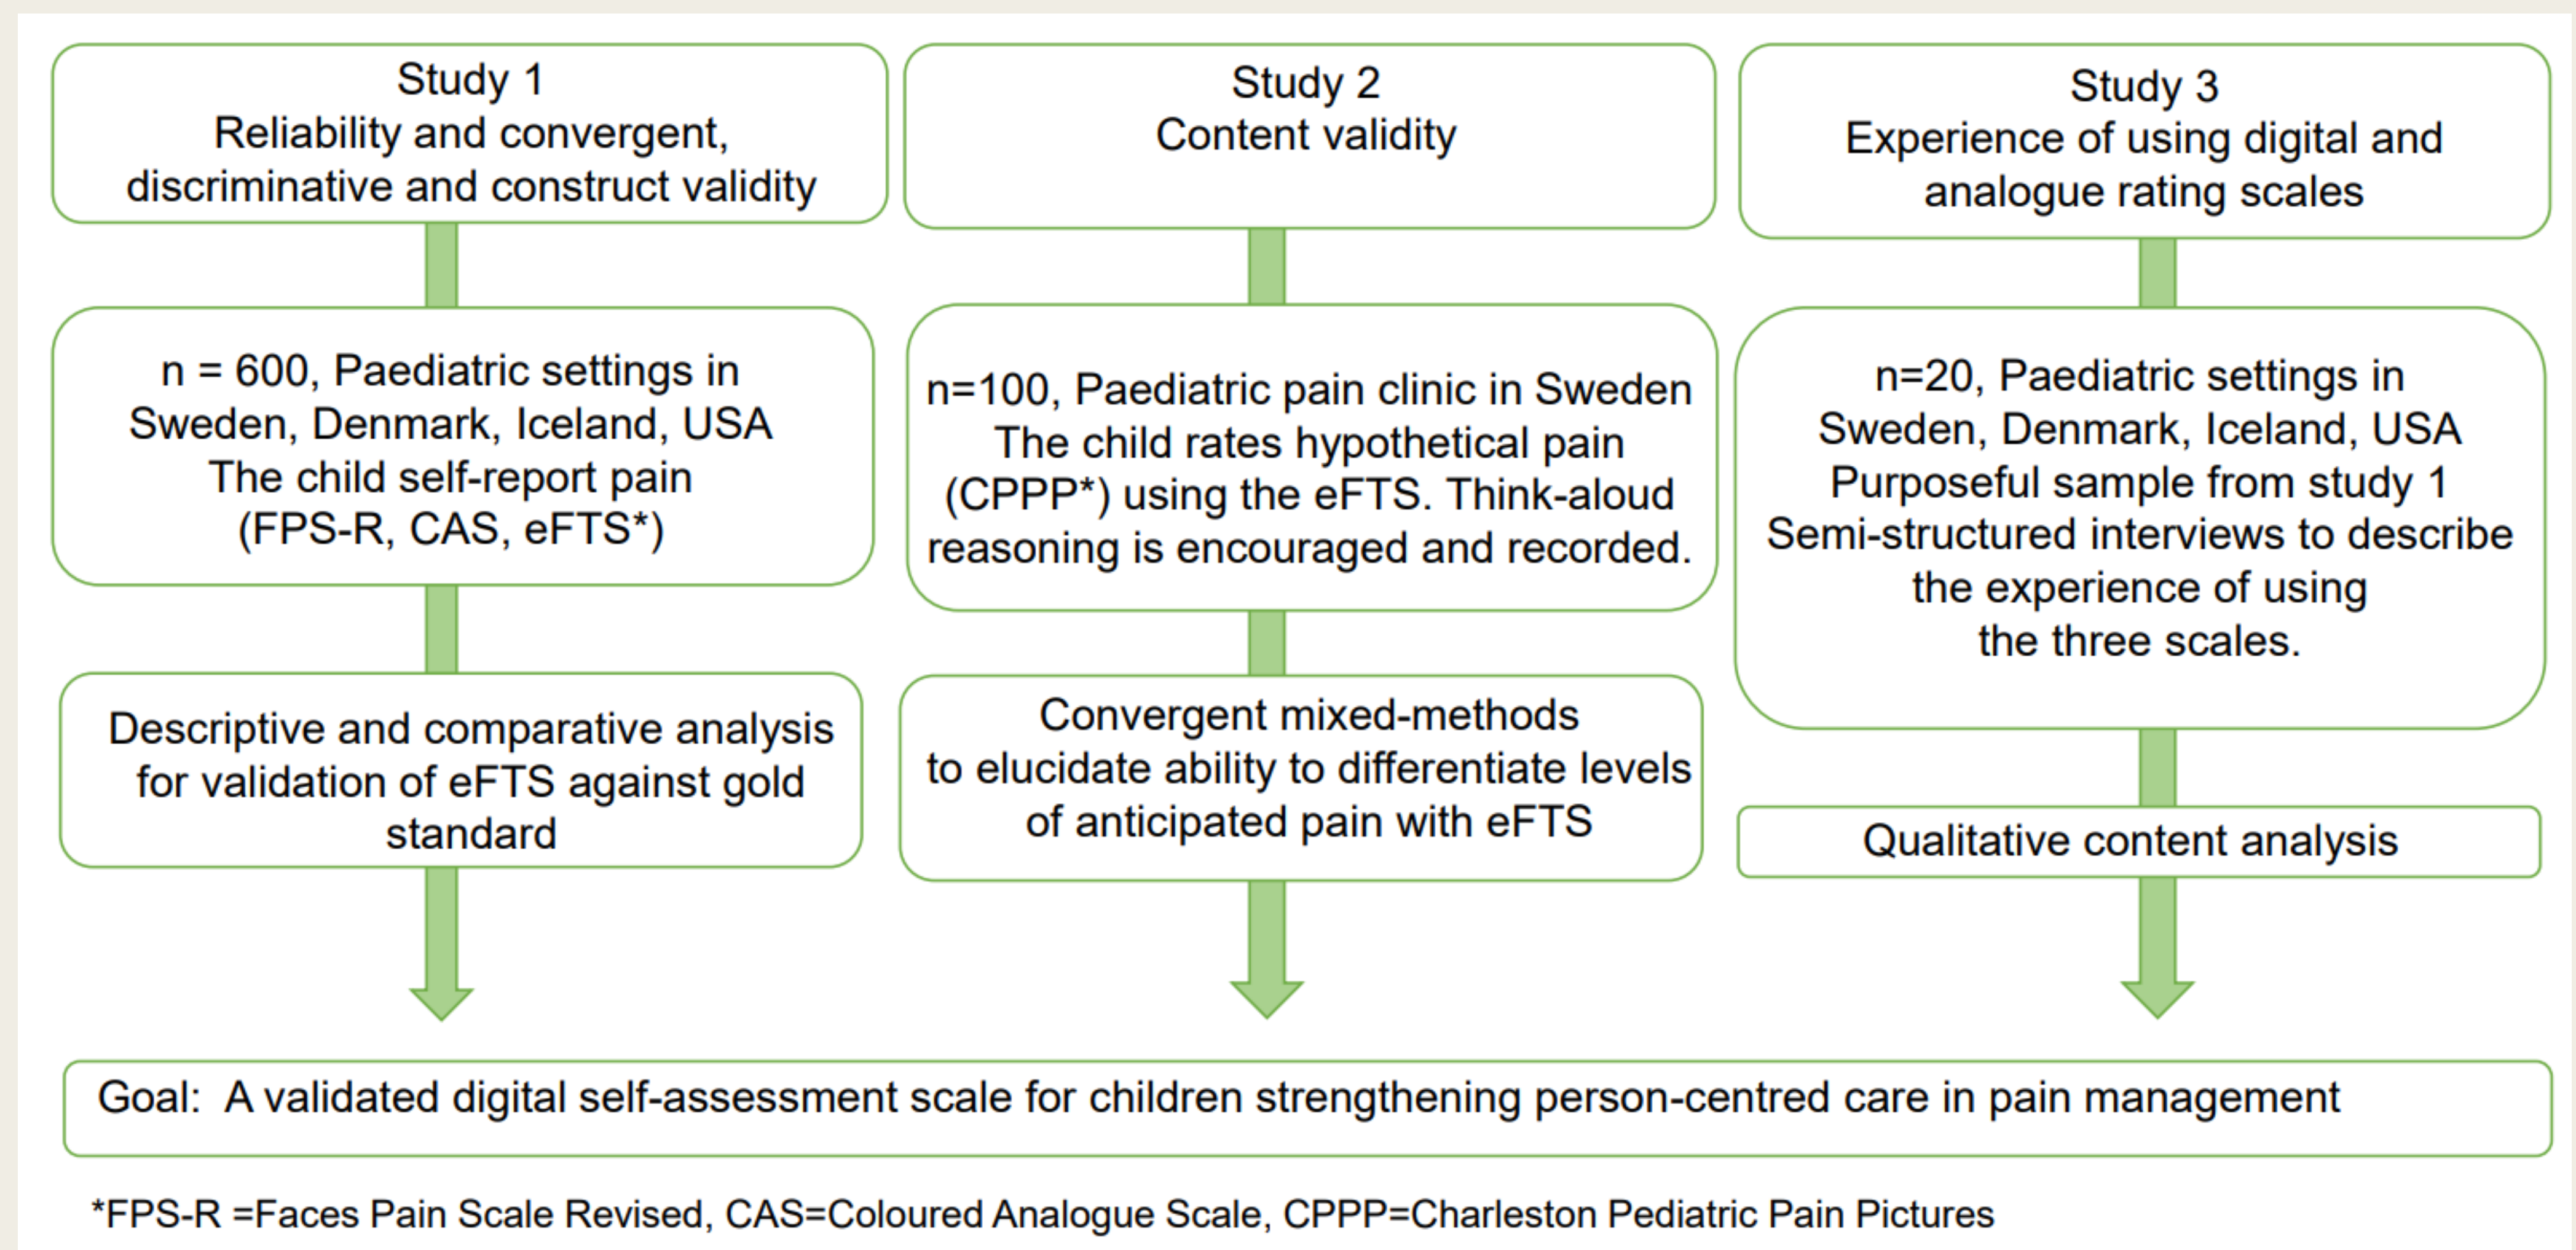 Study 1
Reliability and convergent,
discriminative and construct validity
n = 600, Paediatric settings in
Sweden, Denmark, Iceland, USA
The child self-report pain
(FPS-R, CAS, eFTS*)
Descriptive and comparative analysis
for validation of eFTS against gold
standard
Study 2
Content validity
n=100, Paediatric pain clinic in Sweden
The child rates hypothetical pain
(CPPP*) using the eFTS. Think-aloud
reasoning is encouraged and recorded.
Convergent mixed-methods
to elucidate ability to differentiate levels
of anticipated pain with eFTS
Study 3
Experience of using digital and
analogue rating scales
n=20, Paediatric settings in
Sweden, Denmark, Iceland, USA
Purposeful sample from study 1
Semi-structured interviews to describe
the experience of using
the three scales.
Qualitative content analysis
Goal:  A validated digital self-assessment scale for children strengthening person-centred care in pain management
*FPS-R =Faces Pain Scale Revised, CAS=Coloured Analogue Scale, CPPP=Charleston Pediatric Pain Pictures